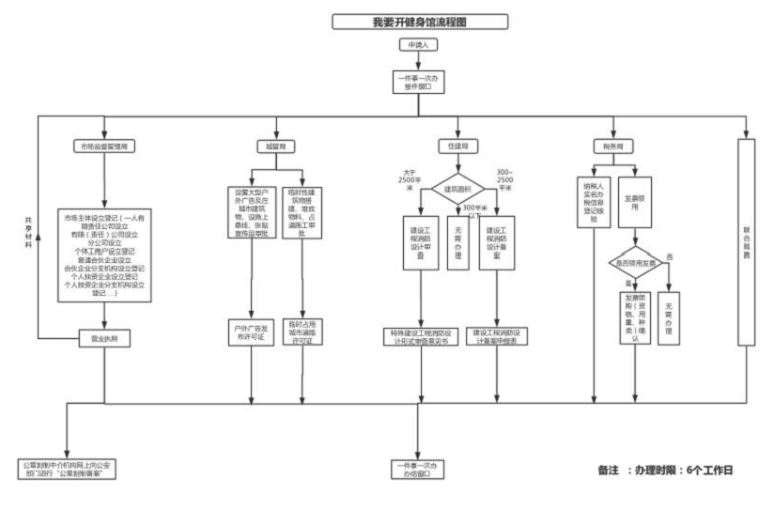 我要开健身馆流程图
申请人
一件事一次办
接件窗口
市场监督管理局
城管局
住建局
税务局
大于
2500平
米
建筑面积
300~
2500
平米
300平米
以下
设置大型户
外广告及在
城市建筑
物、设施上
悬挂、张贴
宣传品审批
临时性建
筑物搭
建、堆放
物料、占
道施工审
批
纳税人
实名办
税信息
登记核
验
发票领
用
共享材料
市场主体设立登记（一人有
限责任公司设立
有限（责任）公司设立
分公司设立
个体工商户设立登记
普通合伙企业设立
合伙企业分支机构设立登记
个人独资企业设立登记
个人独资企业分支机构设立
登记....）
建设工
程消防
设计审
查
无
需
办
理
建设工
程消防
设计备
案
是否领用发票
否
是
联合踏勘
发票领
购（资
格、用
量、种
类）确
认
无
需
办
理
营业执照
户外广告发
布许可证
临时占用
城市道路
许可证
特殊建设工程消防设
计形式审查意见书
建设工程消防设
计备案申报表
公章刻制中介机构网上向公安
部门进行“公章刻制备案”
一件事一次办
办结窗口
备注 ：办理时限：6个工作日